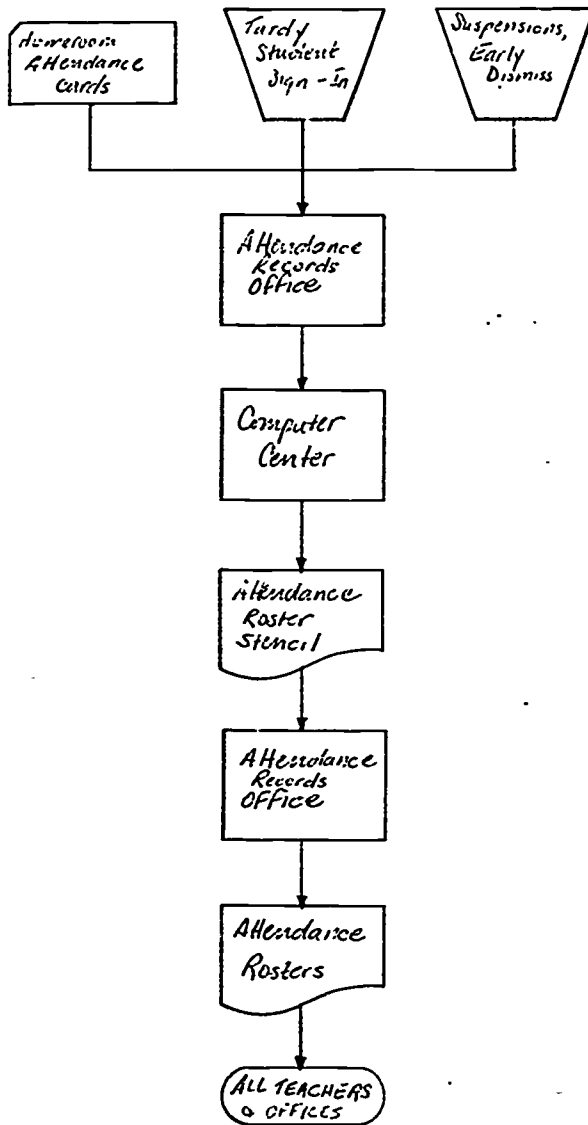 Homeroom
Attendance
Cards
Tardy
Student
Sign-In
Suspensions,
Early
Dismiss
Attendance
Records
Office
Computer
Center
Attendance
Roster
Stencil
Attendance
Records
Office
Attendance
Rosters
ALL TEACHERS
& OFFICES